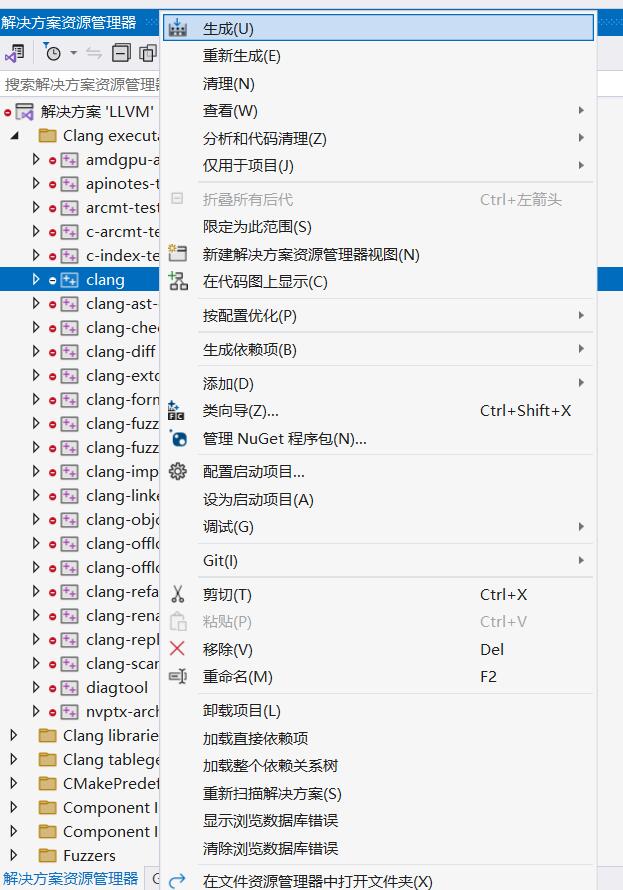 解决方案资源管理器
搜索解决方案资源管理器
解决方案 'LLVM'
Clang executa
amdgpu-a
apinotes-t
arcmt-test
c-arcmt-te
c-index-te
clang
clang-ast-
clang-che
clang-diff
clang-extd
clang-form
clang-fuzz
clang-fuzz
clang-imp
clang-linke
clang-objc
clang-offlo
clang-offlo
clang-refa
clang-rena
clang-repl
clang-scan
diagtool
nvptx-arch
Clang librarie
Clang tablege
CMakePredef
Component I
Component I
Fuzzers
解决方案资源管理器
生成(U)
重新生成(E)
清理(N)
查看(W)
分析和代码清理(Z)
仅用于项目(J)
折叠所有后代 Ctrl+左箭头
限定为此范围(S)
新建解决方案资源管理器视图(N)
在代码图上显示(C)
按配置优化(P)
生成依赖项(B)
添加(D)
类向导(Z)... Ctrl+Shift+X
管理 NuGet 程序包(N)...
配置启动项目...
设为启动项目(A)
调试(G)
Git(I)
剪切(T) Ctrl+X
粘贴(P) Ctrl+V
移除(V) Del
重命名(M) F2
卸载项目(L)
加载直接依赖项
加载整个依赖关系树
重新扫描解决方案(S)
显示浏览数据库错误
清除浏览数据库错误
在文件资源管理器中打开文件夹(X)